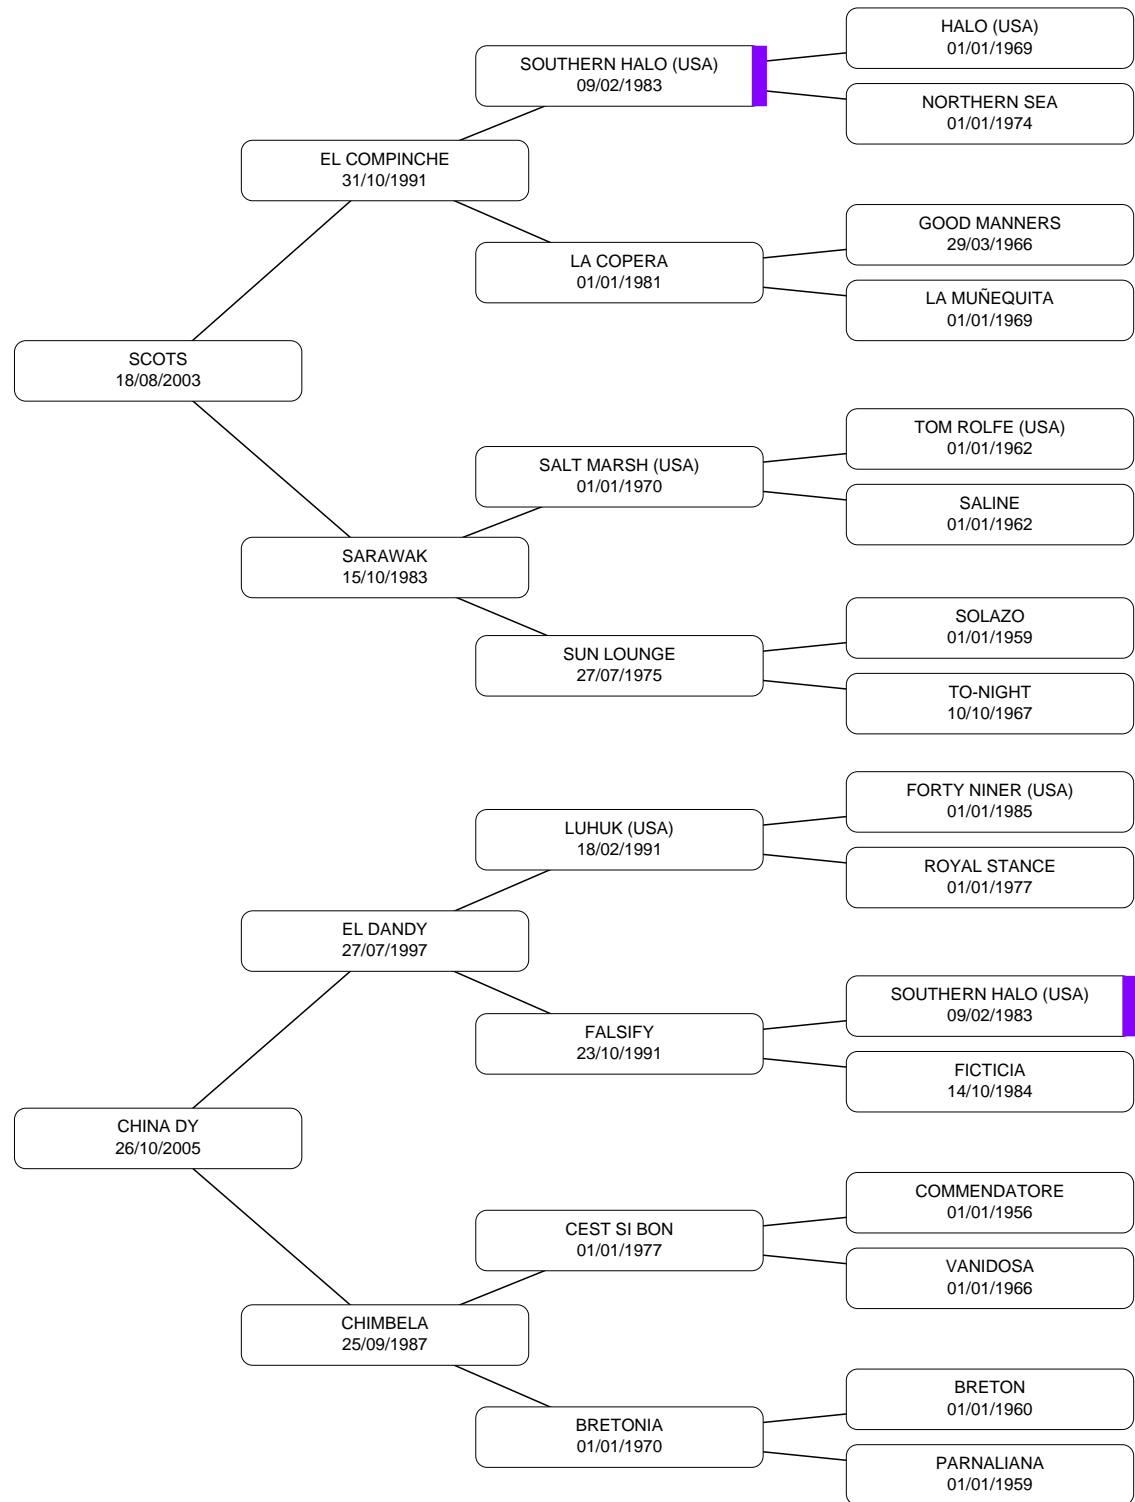 HALO (USA)
01/01/1969
SOUTHERN HALO (USA)
09/02/1983
NORTHERN SEA
01/01/1974
EL COMPINCHE
31/10/1991
GOOD MANNERS
29/03/1966
LA COPERA
01/01/1981
LA MUÑEQUITA
01/01/1969
SCOTS
18/08/2003
TOM ROLFE (USA)
01/01/1962
SALT MARSH (USA)
01/01/1970
SALINE
01/01/1962
SARAWAK
15/10/1983
SOLAZO
01/01/1959
SUN LOUNGE
27/07/1975
TO-NIGHT
10/10/1967
FORTY NINER (USA)
01/01/1985
LUHUK (USA)
18/02/1991
ROYAL STANCE
01/01/1977
EL DANDY
27/07/1997
SOUTHERN HALO (USA)
09/02/1983
FALSIFY
23/10/1991
FICTICIA
14/10/1984
CHINA DY
26/10/2005
COMMENDATORE
01/01/1956
CEST SI BON
01/01/1977
VANIDOSA
01/01/1966
CHIMBELA
25/09/1987
BRETON
01/01/1960
BRETONIA
01/01/1970
PARNALIANA
01/01/1959